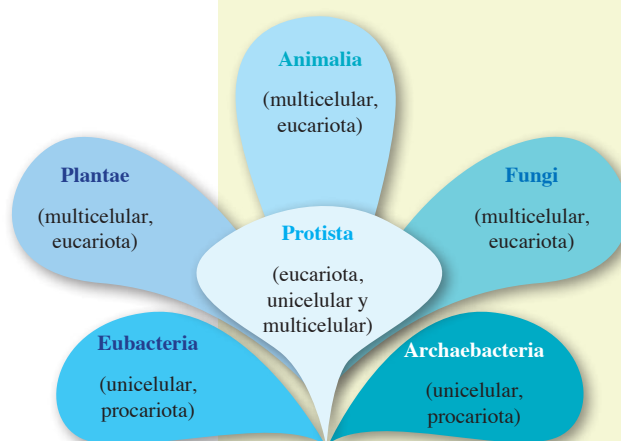 Animalia
(multicelular,
eucariota)
Plantae
(multicelular,
eucariota)
Fungi
(multicelular,
eucariota)
Protista
(eucariota,
unicelular y
multicelular)
Eubacteria
(unicelular,
procariota)
Archaebacteria
(unicelular,
procariota)